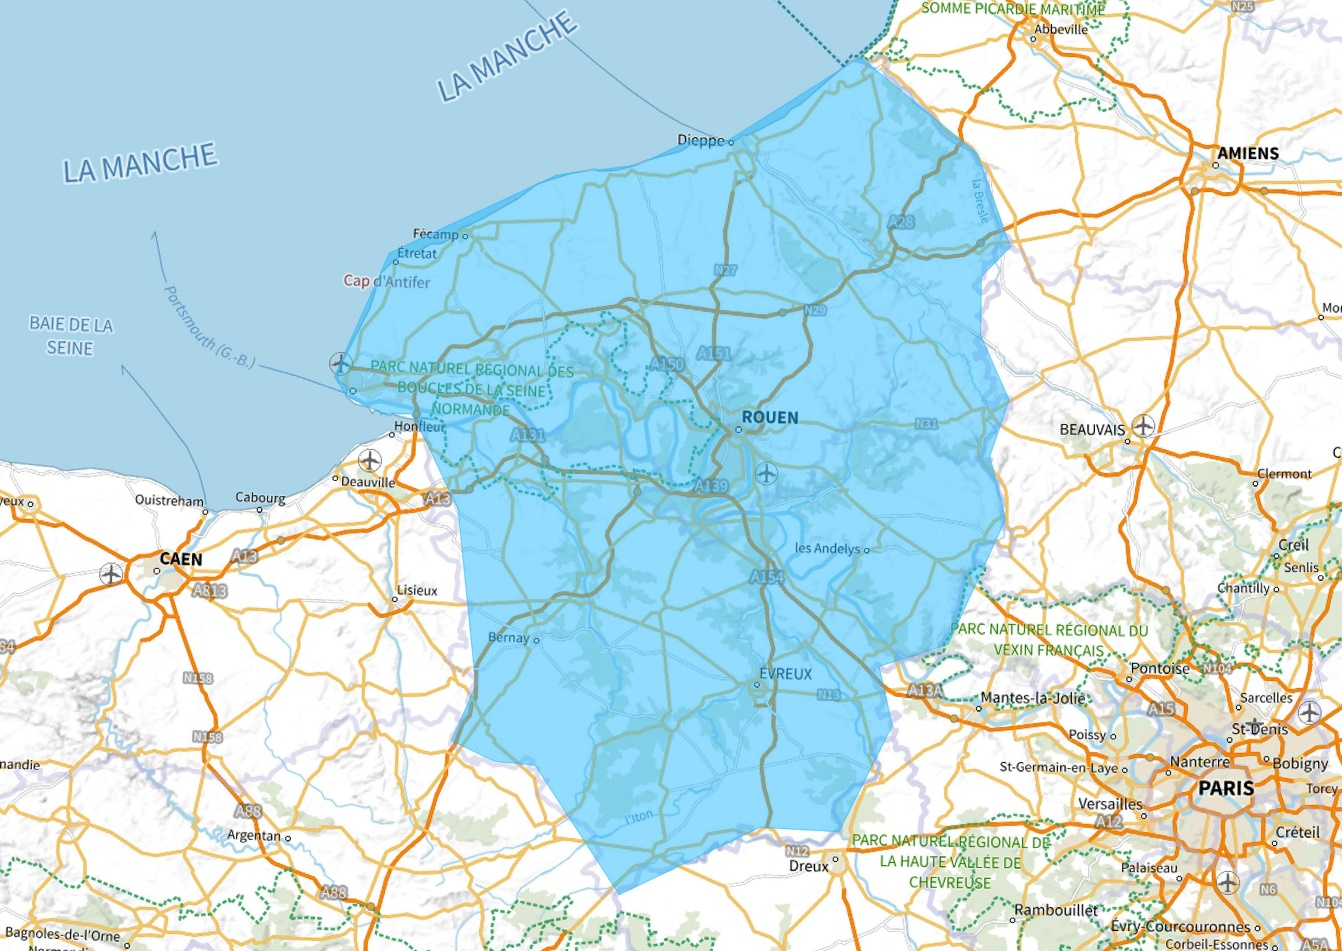 SOMME PICARDIE MARITIME
N25
Abbeville
LA MANCHE
LA MANCHE
Dieppe
AMIENS
la Bresle
A28
Fécamp
Étretat
Cap d'Antifer
N27
Portsmouth (G.-B.)
N29
BAIE DE LA
SEINE
A151
A150
PARC NATUREL RÉGIONAL DES
BOUCLES DE LA SEINE
NORMANDE
ROUEN
N31
Honfleur
A131
BEAUVAIS
Clermont
Deauville
A139
A13
Ouistreham
Cabourg
CAEN
A13
A813
les Andelys
Creil
Senlis
Chantilly
A154
Lisieux
Bernay
PARC NATUREL RÉGIONAL DU
VEXIN FRANÇAIS
N104
Pontoise
ÉVREUX
N158
N13
A13A
Mantes-la-Jolie
A15
Sarcelles
St-Denis
Poissy
N158
Nanterre
Bobigny
St-Germain-en-Laye
PARIS
Torcy
Versailles
A12
A88
l'Iton
Argentan
Créteil
PARC NATUREL RÉGIONAL DE
LA HAUTE VALLÉE DE
CHEVREUSE
N12
Dreux
Palaiseau
N6
A88
Rambouillet
N104
Évry-Courcouronnes
Bagnoles-de-l'Orne
Corbeil-Essonnes
A5A